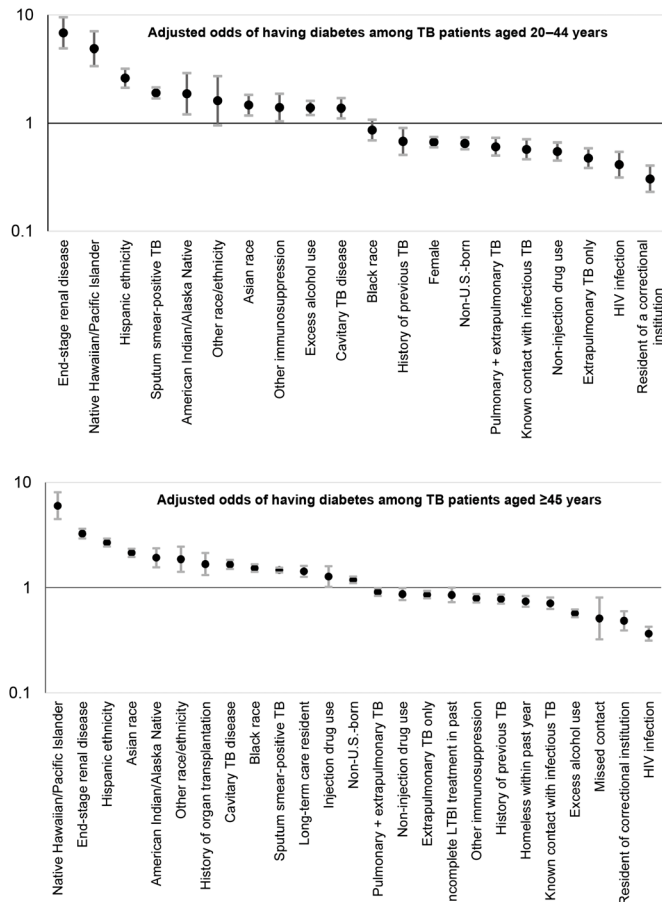 10
Adjusted odds of having diabetes among TB patients aged 20–44 years
1
0.1
End-stage renal disease
Native Hawaiian/Pacific Islander
Hispanic ethnicity
Sputum smear-positive TB
American Indian/Alaska Native
Other race/ethnicity
Asian race
Other immunosuppression
Excess alcohol use
Cavitary TB disease
Black race
History of previous TB
Female
Non-U.S.-born
Pulmonary + extrapulmonary TB
Known contact with infectious TB
Non-injection drug use
Extrapulmonary TB only
HIV infection
Resident of a correctional
institution
10
Adjusted odds of having diabetes among TB patients aged ≥45 years
1
0.1
Native Hawaiian/Pacific Islander
End-stage renal disease
Hispanic ethnicity
Asian race
American Indian/Alaska Native
Other race/ethnicity
History of organ transplantation
Cavitary TB disease
Black race
Sputum smear-positive TB
Long-term care resident
Injection drug use
Non-U.S.-born
Pulmonary + extrapulmonary TB
Non-injection drug use
Extrapulmonary TB only
Incomplete LTBI treatment in past
Other immunosuppression
History of previous TB
Homeless within past year
Known contact with infectious TB
Excess alcohol use
Missed contact
Resident of correctional institution
HIV infection